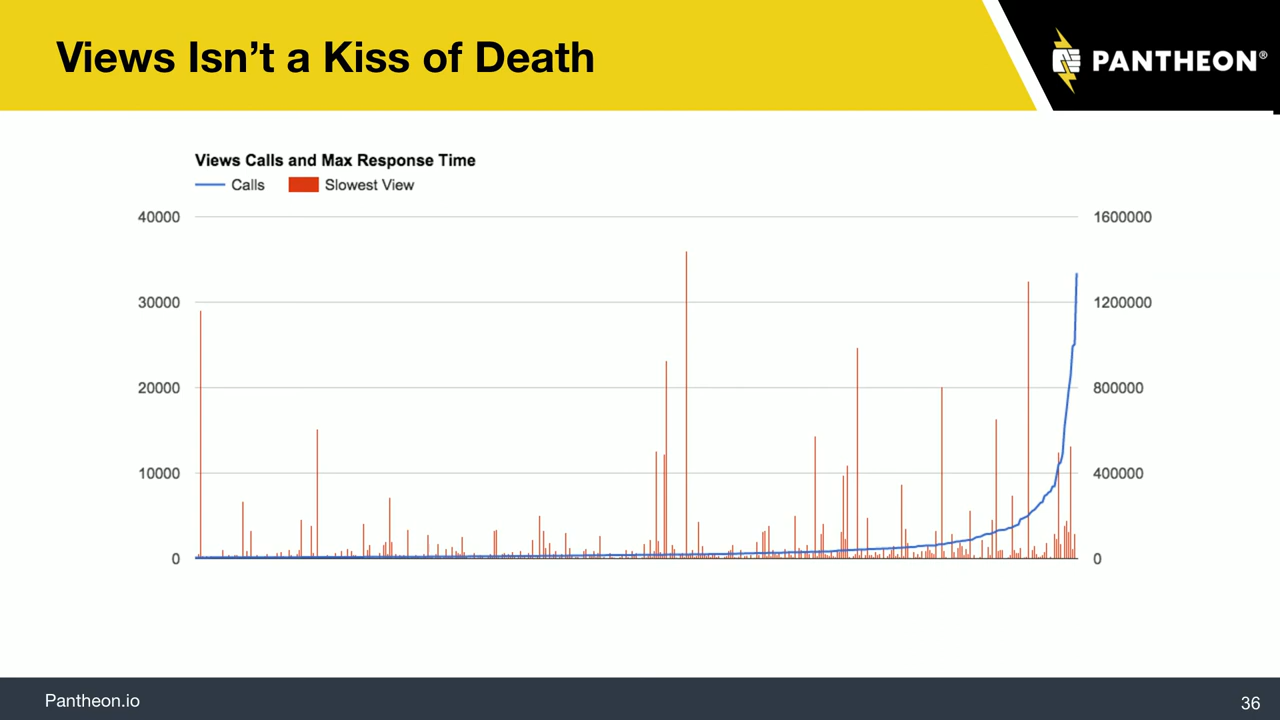 Views Isn't a Kiss of Death
PANTHEON®
Views Calls and Max Response Time
Calls Slowest View
40000 1600000
30000 1200000
20000 800000
10000 400000
0 0
Pantheon.io 36